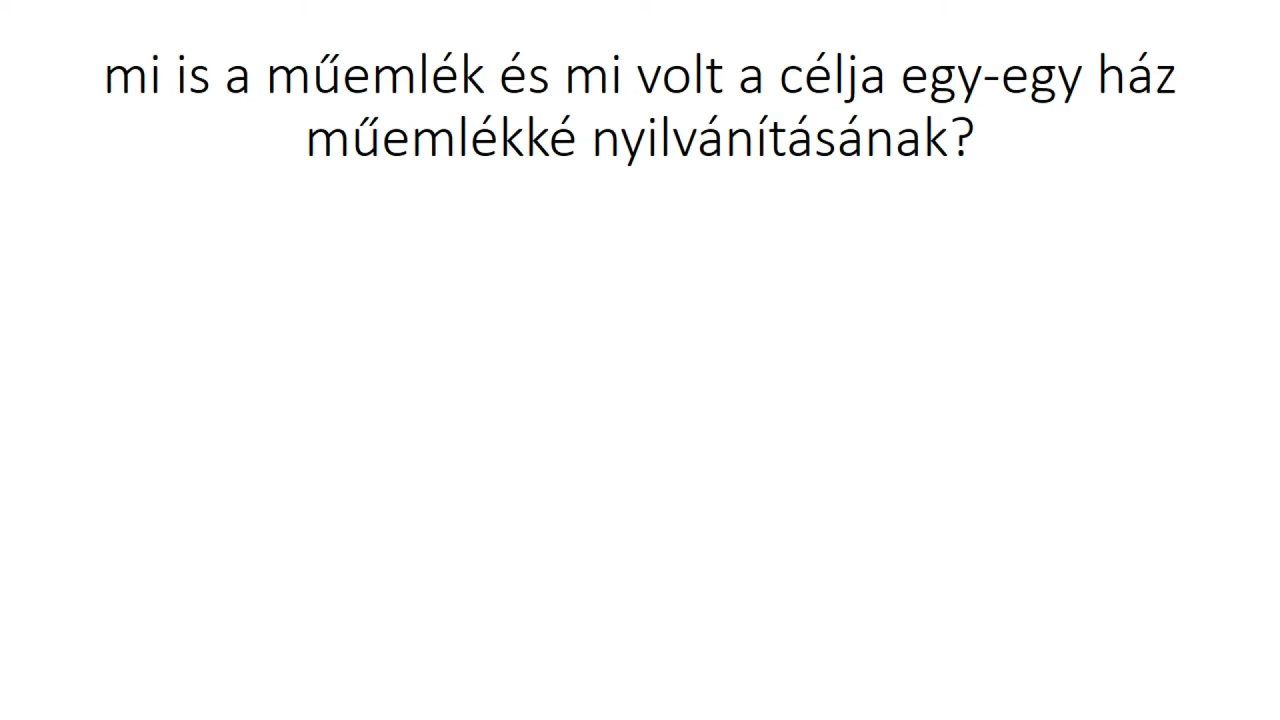 mi is a műemlék és mi volt a célja egy-egy ház
műemlékké nyilvánításának?